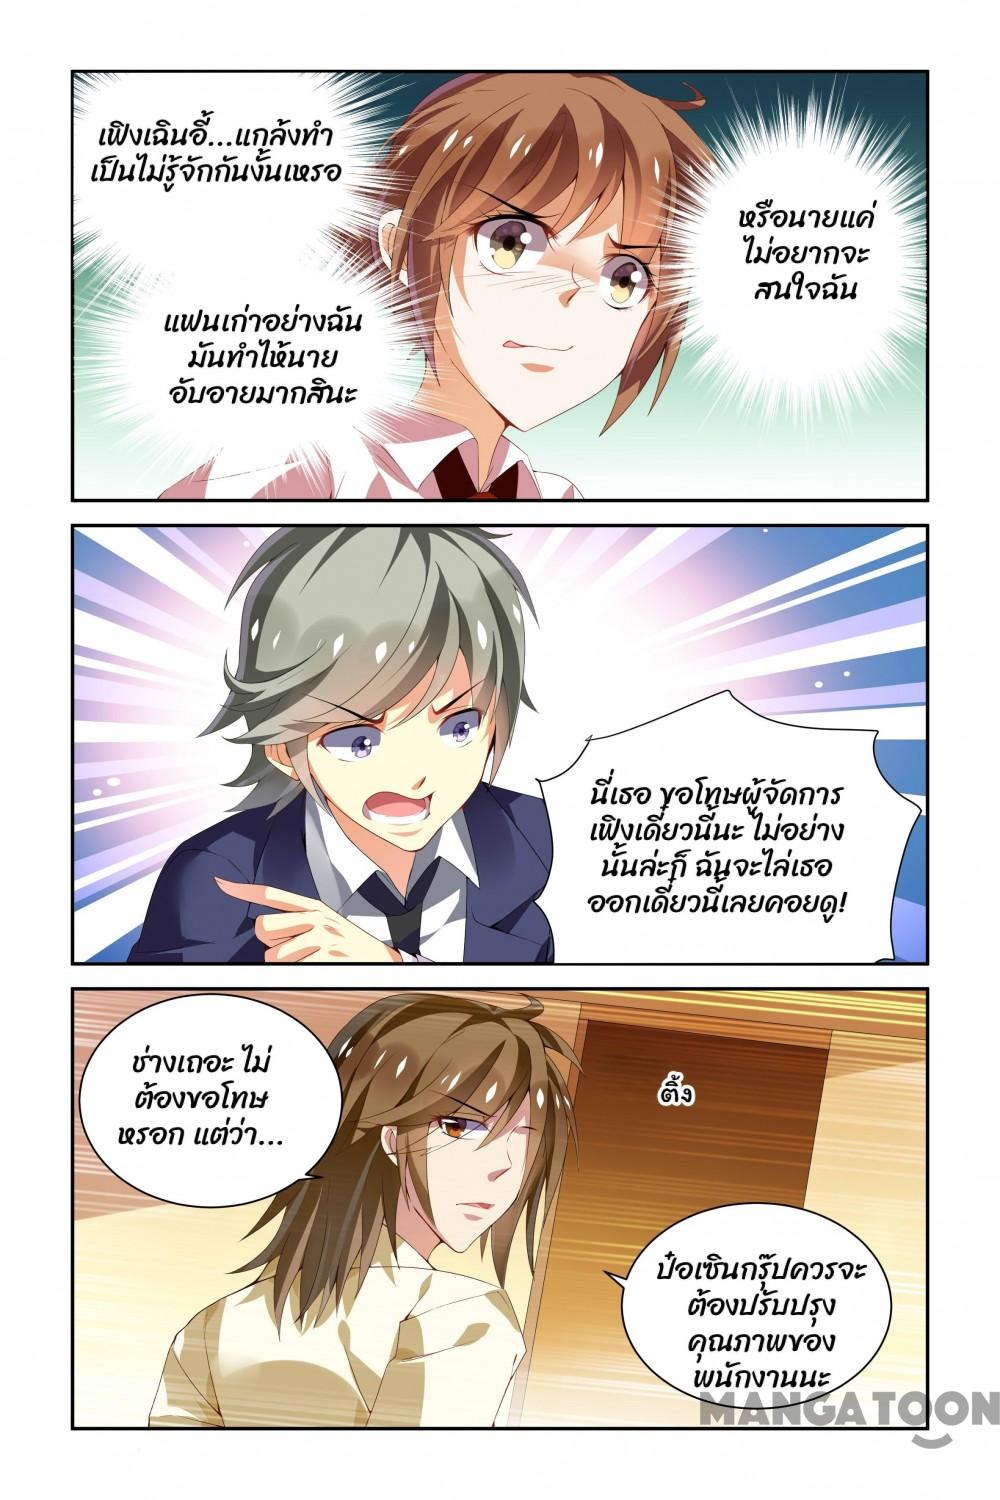 เฟิงเฉินอี้...แกล้งทำ
เป็นไม่รู้จักกันงั้นเหรอ
หรือนายแค่
ไม่อยากจะ
สนใจฉัน
แฟนเก่าอย่างฉัน
มันทำไห้นาย
อับอายมากสินะ
นี่เธอ ขอโทษผู้จัดการ
เฟิงเดี๋ยวนี้นะ ไม่อย่าง
นั้นล่ะก็ ฉันจะไล่เธอ
ออกเดี๋ยวนี้เลยคอยดู!
ช่างเถอะ ไม่
ต้องขอโทษ
หรอก แต่ว่า...
ติ้ง
ป๋อเซินกรุ๊ปควรจะ
ต้องปรับปรุง
คุณภาพของ
พนักงานนะ
MANGATOON